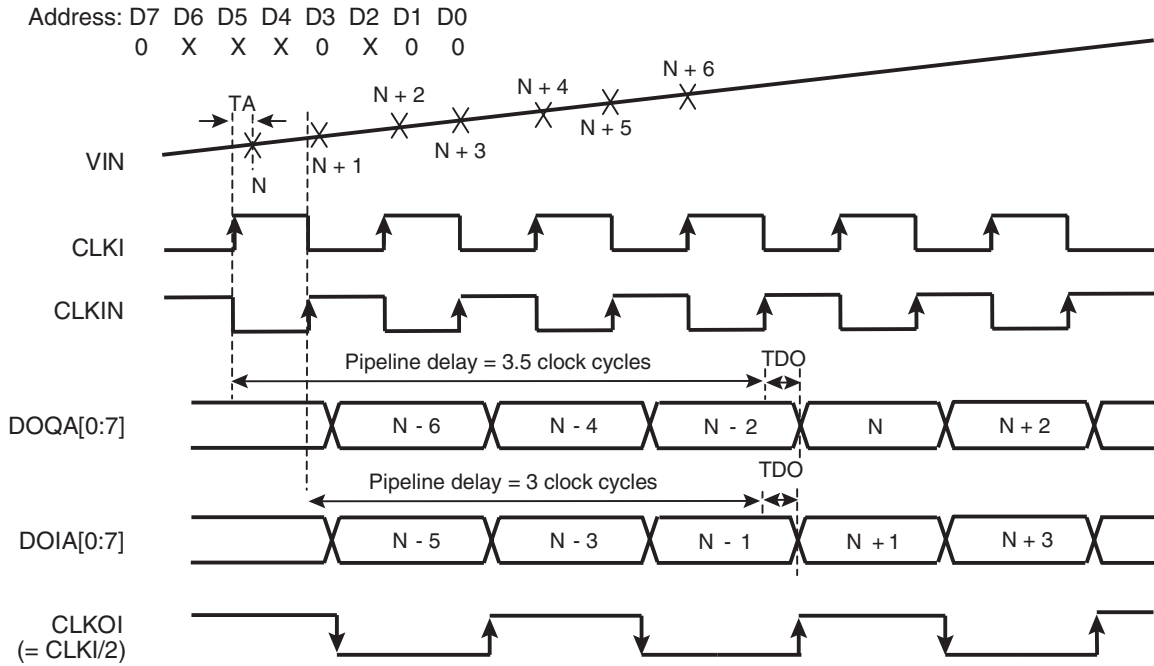 Address: D7 D6 D5 D4 D3 D2 D1 D0
0 X X X 0 X 0 0
TA
N
N + 1
N + 2
N + 3
N + 4
N + 5
N + 6
VIN
CLKI
CLKIN
Pipeline delay = 3.5 clock cycles
TDO
DOQA[0:7]
N - 6
N - 4
N - 2
N
N + 2
Pipeline delay = 3 clock cycles
TDO
DOIA[0:7]
N - 5
N - 3
N - 1
N + 1
N + 3
CLKOI
(= CLKI/2)